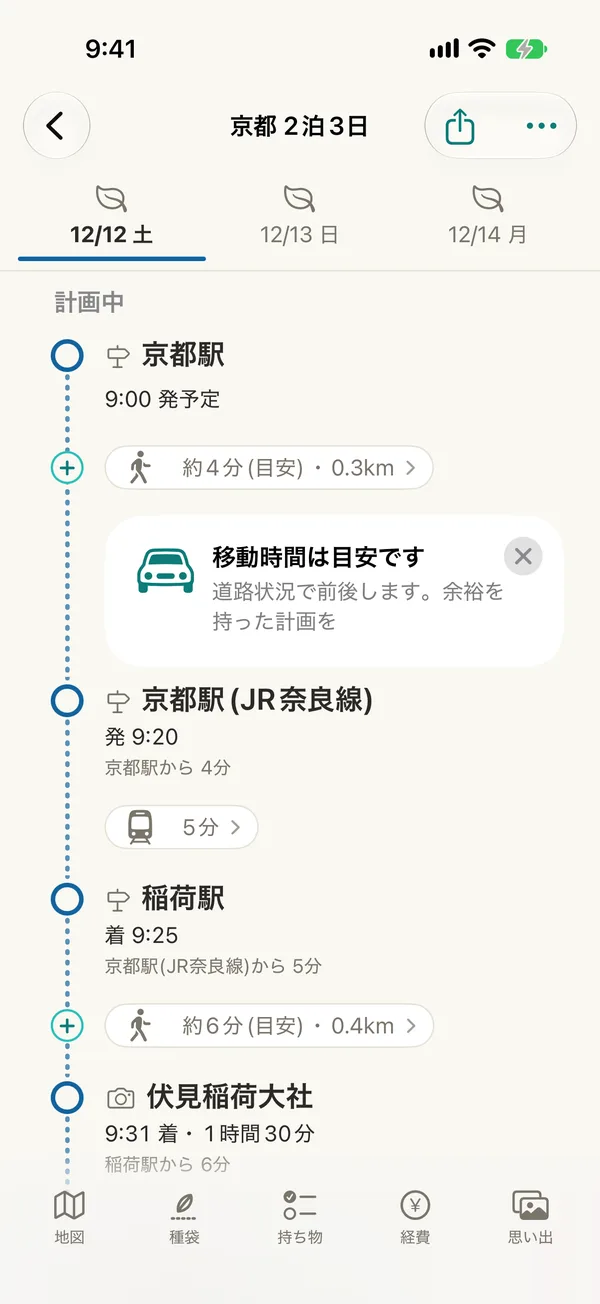 9:41
京都 2泊3日
12/12 土
12/13 日
12/14 月
計画中
京都駅
9:00 発予定
約4分(目安)・0.3km
移動時間は目安です
道路状況で前後します。余裕を
持った計画を
京都駅(JR奈良線)
発 9:20
京都駅から 4分
5分
稲荷駅
着 9:25
京都駅(JR奈良線)から 5分
約6分(目安)・0.4km
伏見稲荷大社
9:31 着・1時間30分
稲荷駅から 6分
地図
種袋
持ち物
経費
思い出